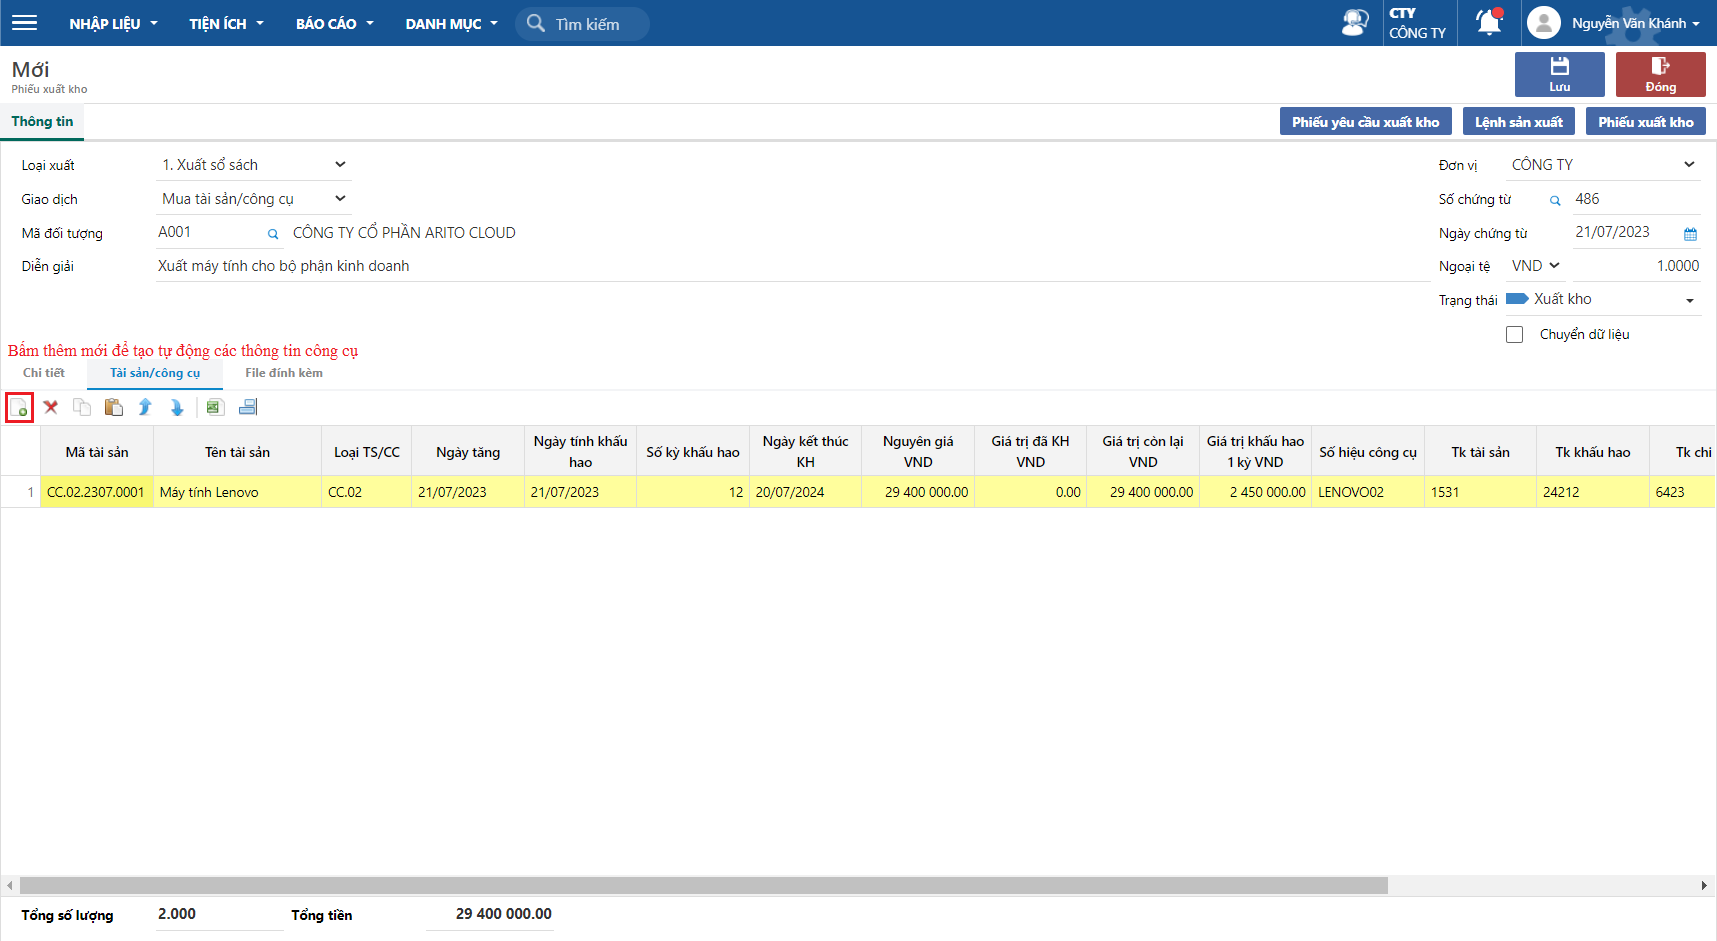 NHẬP LIỆU TIỆN ÍCH BÁO CÁO DANH MỤC Tìm kiếm CTY CÔNG TY Nguyễn Văn Khánh
Mới
Phiếu xuất kho
Lưu Đóng
Thông tin Phiếu yêu cầu xuất kho Lệnh sản xuất Phiếu xuất kho
Loại xuất 1. Xuất sổ sách Đơn vị CÔNG TY
Giao dịch Mua tài sản/công cụ Số chứng từ 486
Mã đối tượng A001 CÔNG TY CỔ PHẦN ARITO CLOUD Ngày chứng từ 21/07/2023
Diễn giải Xuất máy tính cho bộ phận kinh doanh Ngoại tệ VND 1.0000
Trạng thái Xuất kho
Chuyển dữ liệu
Bấm thêm mới để tạo tự động các thông tin công cụ
Chi tiết Tài sản/công cụ File đính kèm
Mã tài sản Tên tài sản Loại TS/CC Ngày tăng Ngày tính khấu hao Số kỳ khấu hao Ngày kết thúc KH Nguyên giá VND Giá trị đã KH VND Giá trị còn lại VND Giá trị khấu hao 1 kỳ VND Số hiệu công cụ Tk tài sản Tk khấu hao Tk chi
1 CC.02.2307.0001 Máy tính Lenovo CC.02 21/07/2023 21/07/2023 12 20/07/2024 29 400 000.00 0.00 29 400 000.00 2 450 000.00 LENOVO02 1531 24212 6423
Tổng số lượng 2.000 Tổng tiền 29 400 000.00